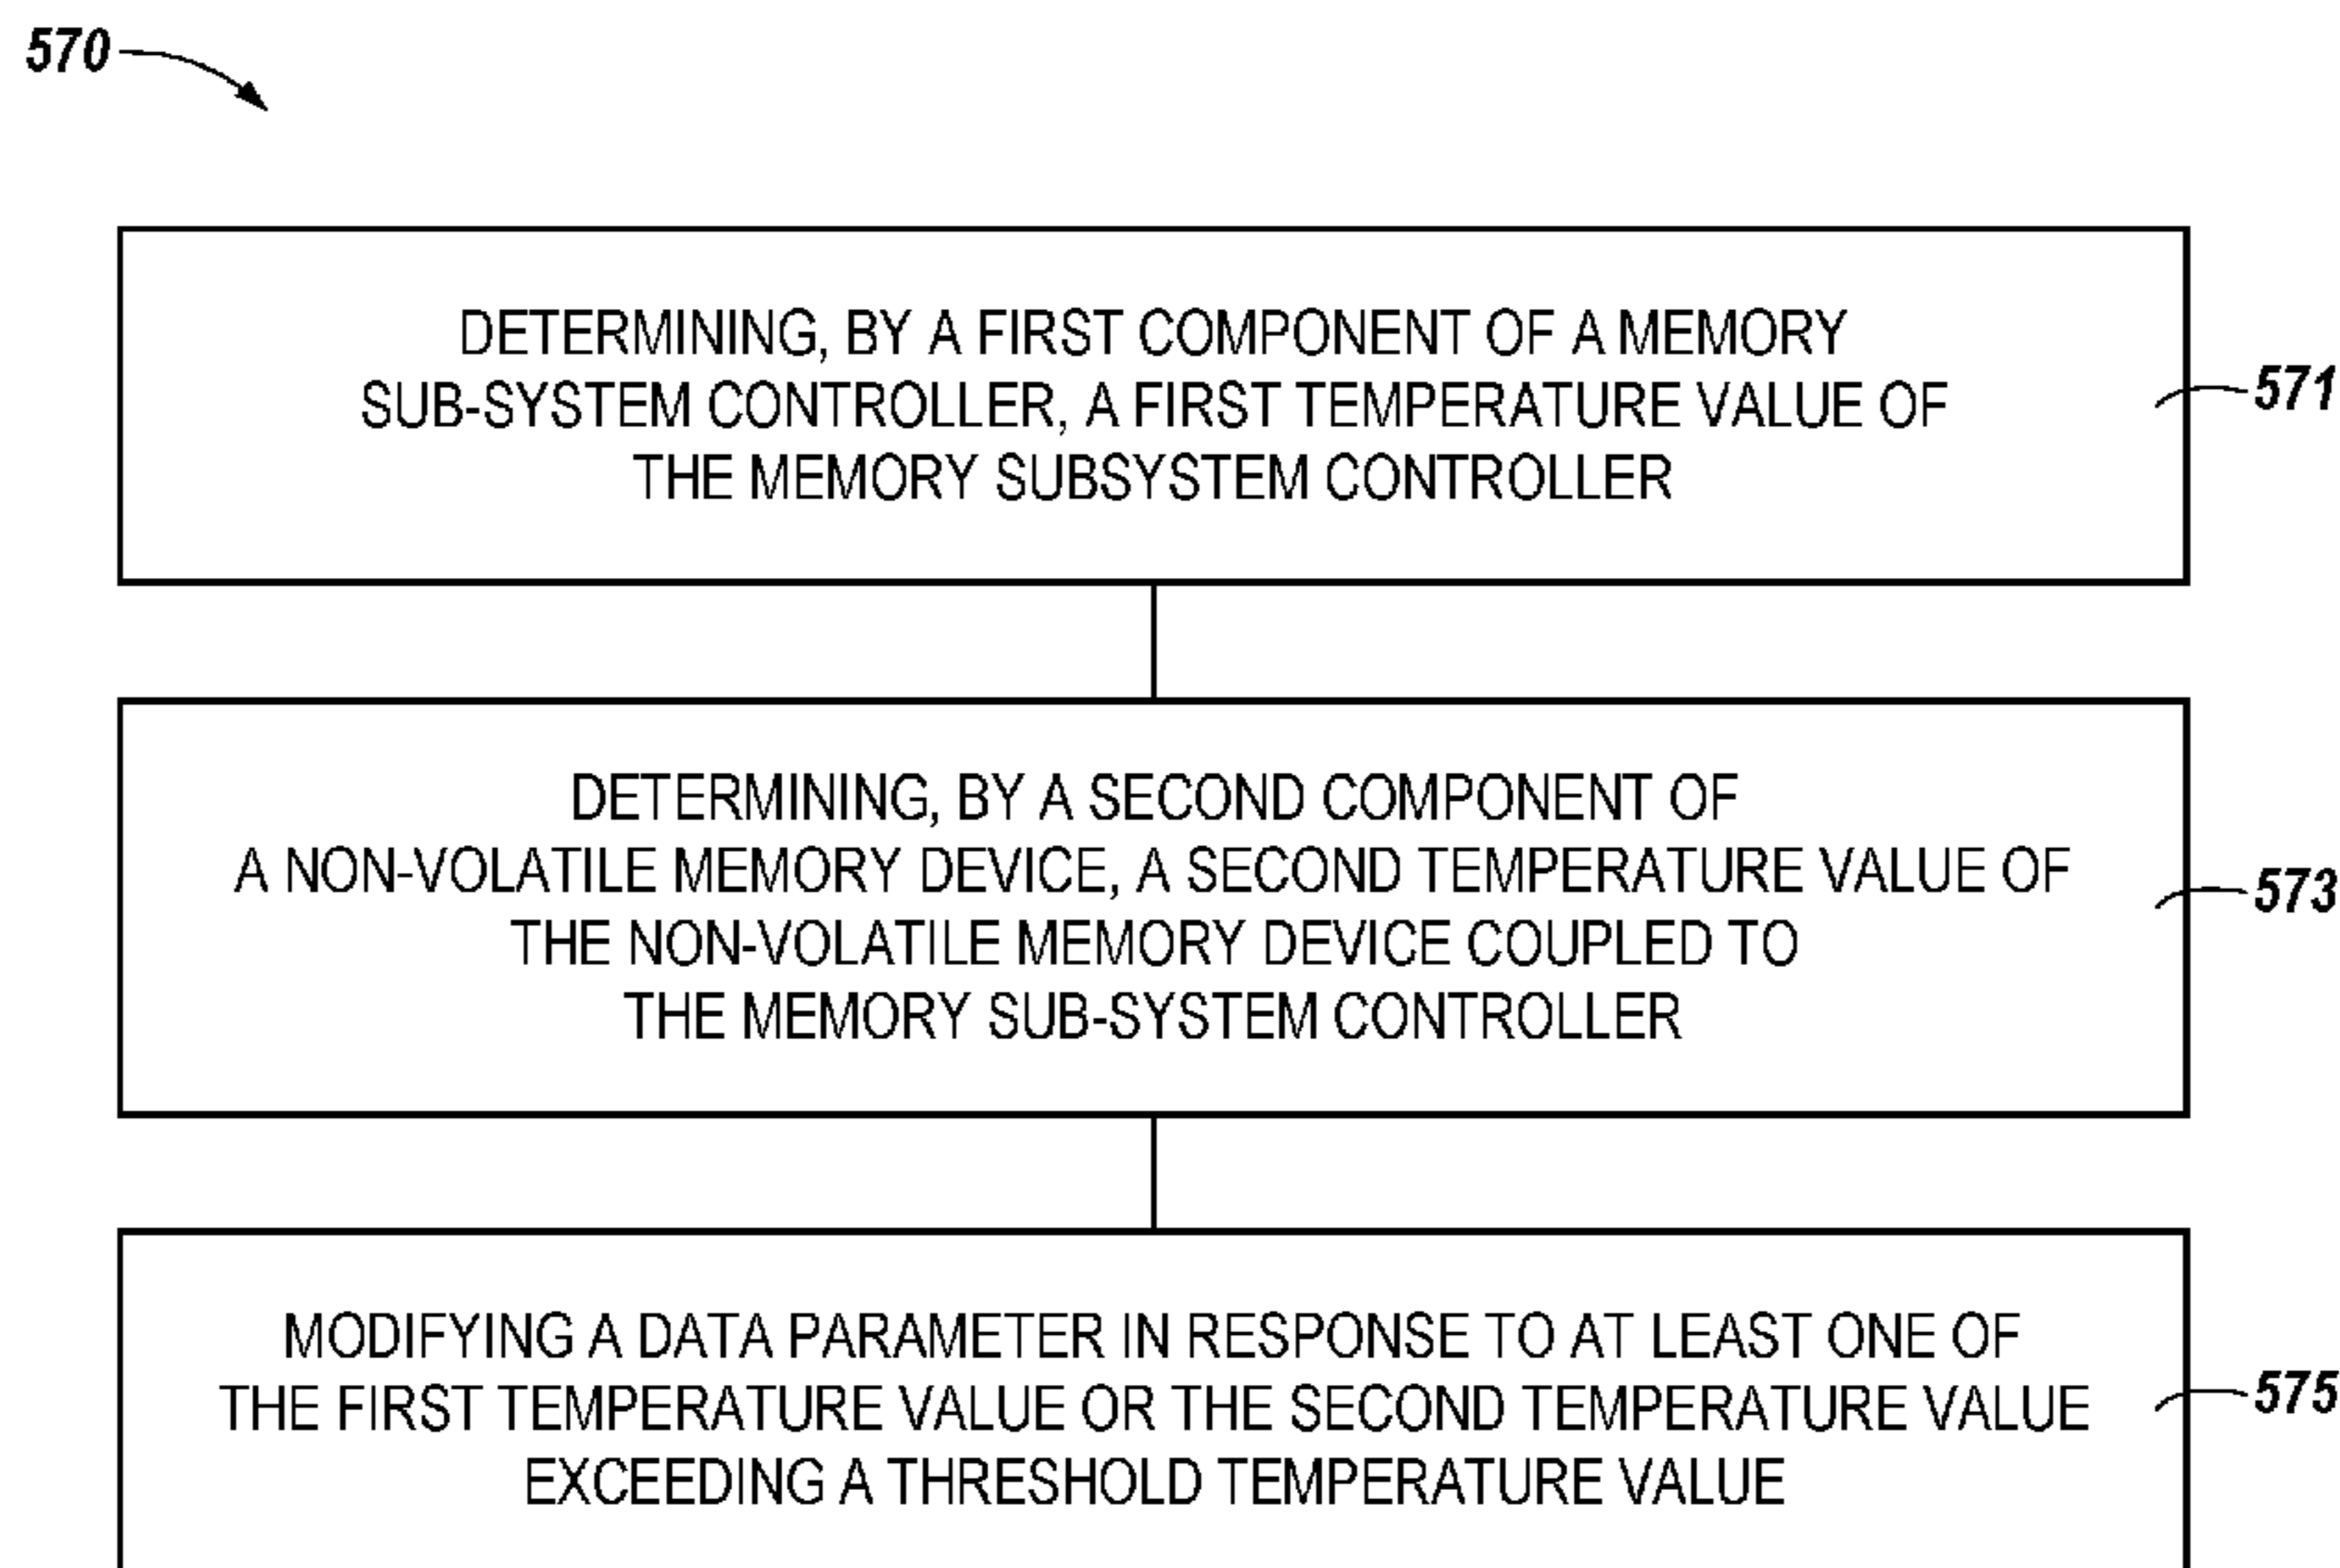 570
DETERMINING, BY A FIRST COMPONENT OF A MEMORY
SUB-SYSTEM CONTROLLER, A FIRST TEMPERATURE VALUE OF
THE MEMORY SUBSYSTEM CONTROLLER
571
DETERMINING, BY A SECOND COMPONENT OF
A NON-VOLATILE MEMORY DEVICE, A SECOND TEMPERATURE VALUE OF
THE NON-VOLATILE MEMORY DEVICE COUPLED TO
THE MEMORY SUB-SYSTEM CONTROLLER
573
MODIFYING A DATA PARAMETER IN RESPONSE TO AT LEAST ONE OF
THE FIRST TEMPERATURE VALUE OR THE SECOND TEMPERATURE VALUE
EXCEEDING A THRESHOLD TEMPERATURE VALUE
575